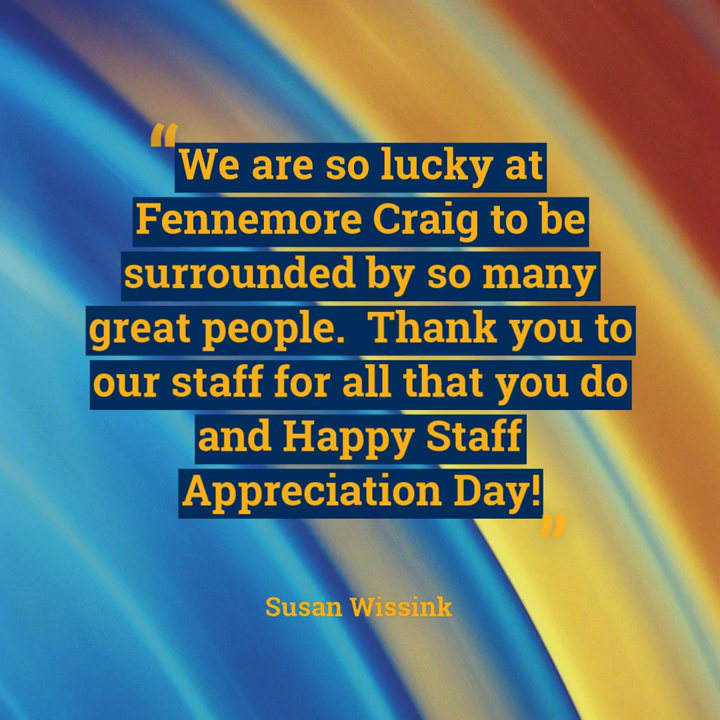 “We are so lucky at
Fennemore Craig to be
surrounded by so many
great people.  Thank you to
our staff for all that you do
and Happy Staff
Appreciation Day!”
Susan Wissink